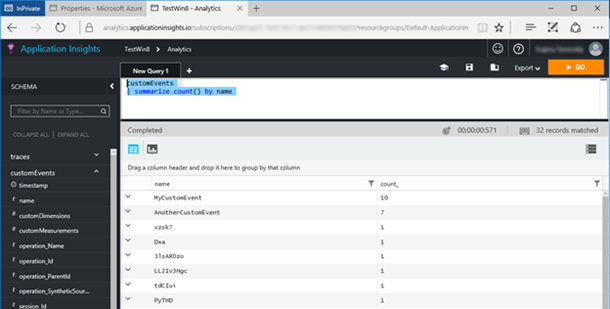 InPrivate
Properties - Microsoft Azure
TestWin8 - Analytics
analytics.applicationinsights.io/subscriptions/
resourcegroups/Default-ApplicationIn
Application Insights
TestWin8 > Analytics
SCHEMA
New Query 1
Export
GO
customEvents
| summarize count() by name
Filter by Name or Type...
COLLAPSE ALL | EXPAND ALL
Completed
00:00:00:571
32 records matched
traces
customEvents
timestamp
name
customDimensions
customMeasurements
operation_Name
operation_Id
operation_ParentId
operation_SyntheticSour...
session_Id
Drag a column header and drop it here to group by that column
name count_
MyCustomEvent 10
AnotherCustomEvent 7
vzsk7 1
Dxa 1
3lsAROzo 1
LL2IvJHgc 1
tdCIui 1
PyTHD 1